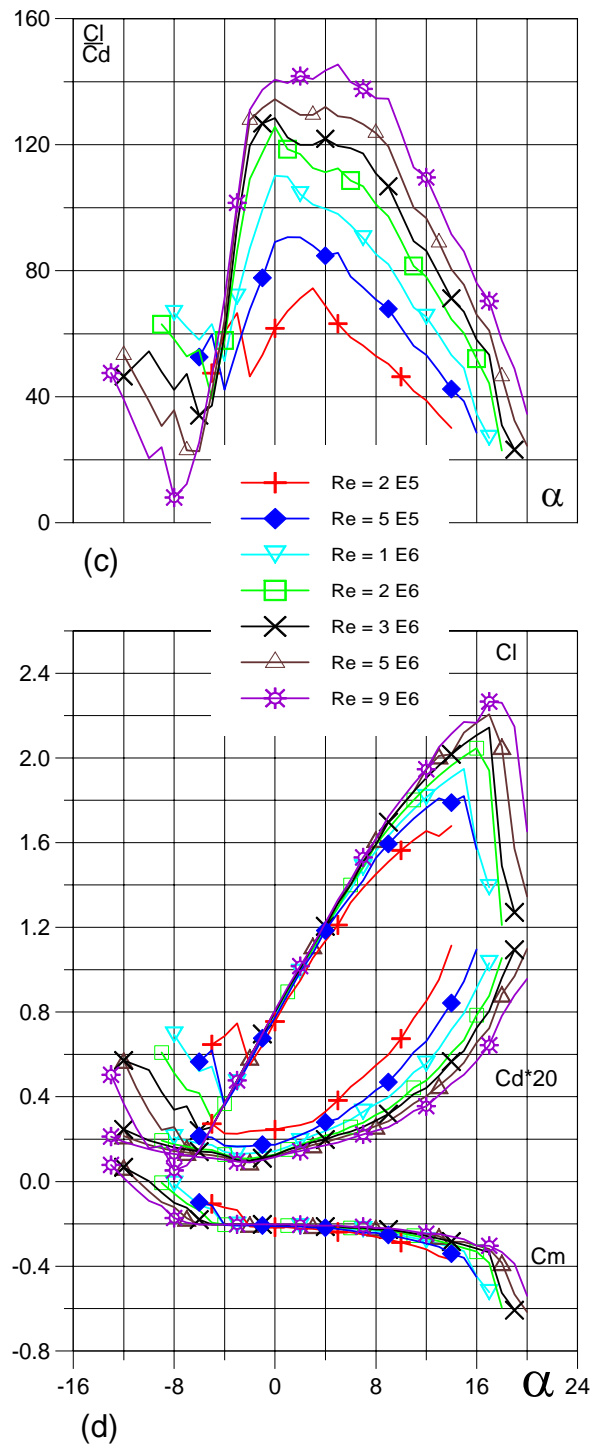 160
Cl
Cd
120
80
40
α
0
(c)
Re = 2 E5
Re = 5 E5
Re = 1 E6
Re = 2 E6
Re = 3 E6
Re = 5 E6
Re = 9 E6
Cl
2.4
2.0
1.6
1.2
0.8
Cd*20
0.4
0.0
Cm
-0.4
-0.8
-16 -8 0 8 16 α 24
(d)